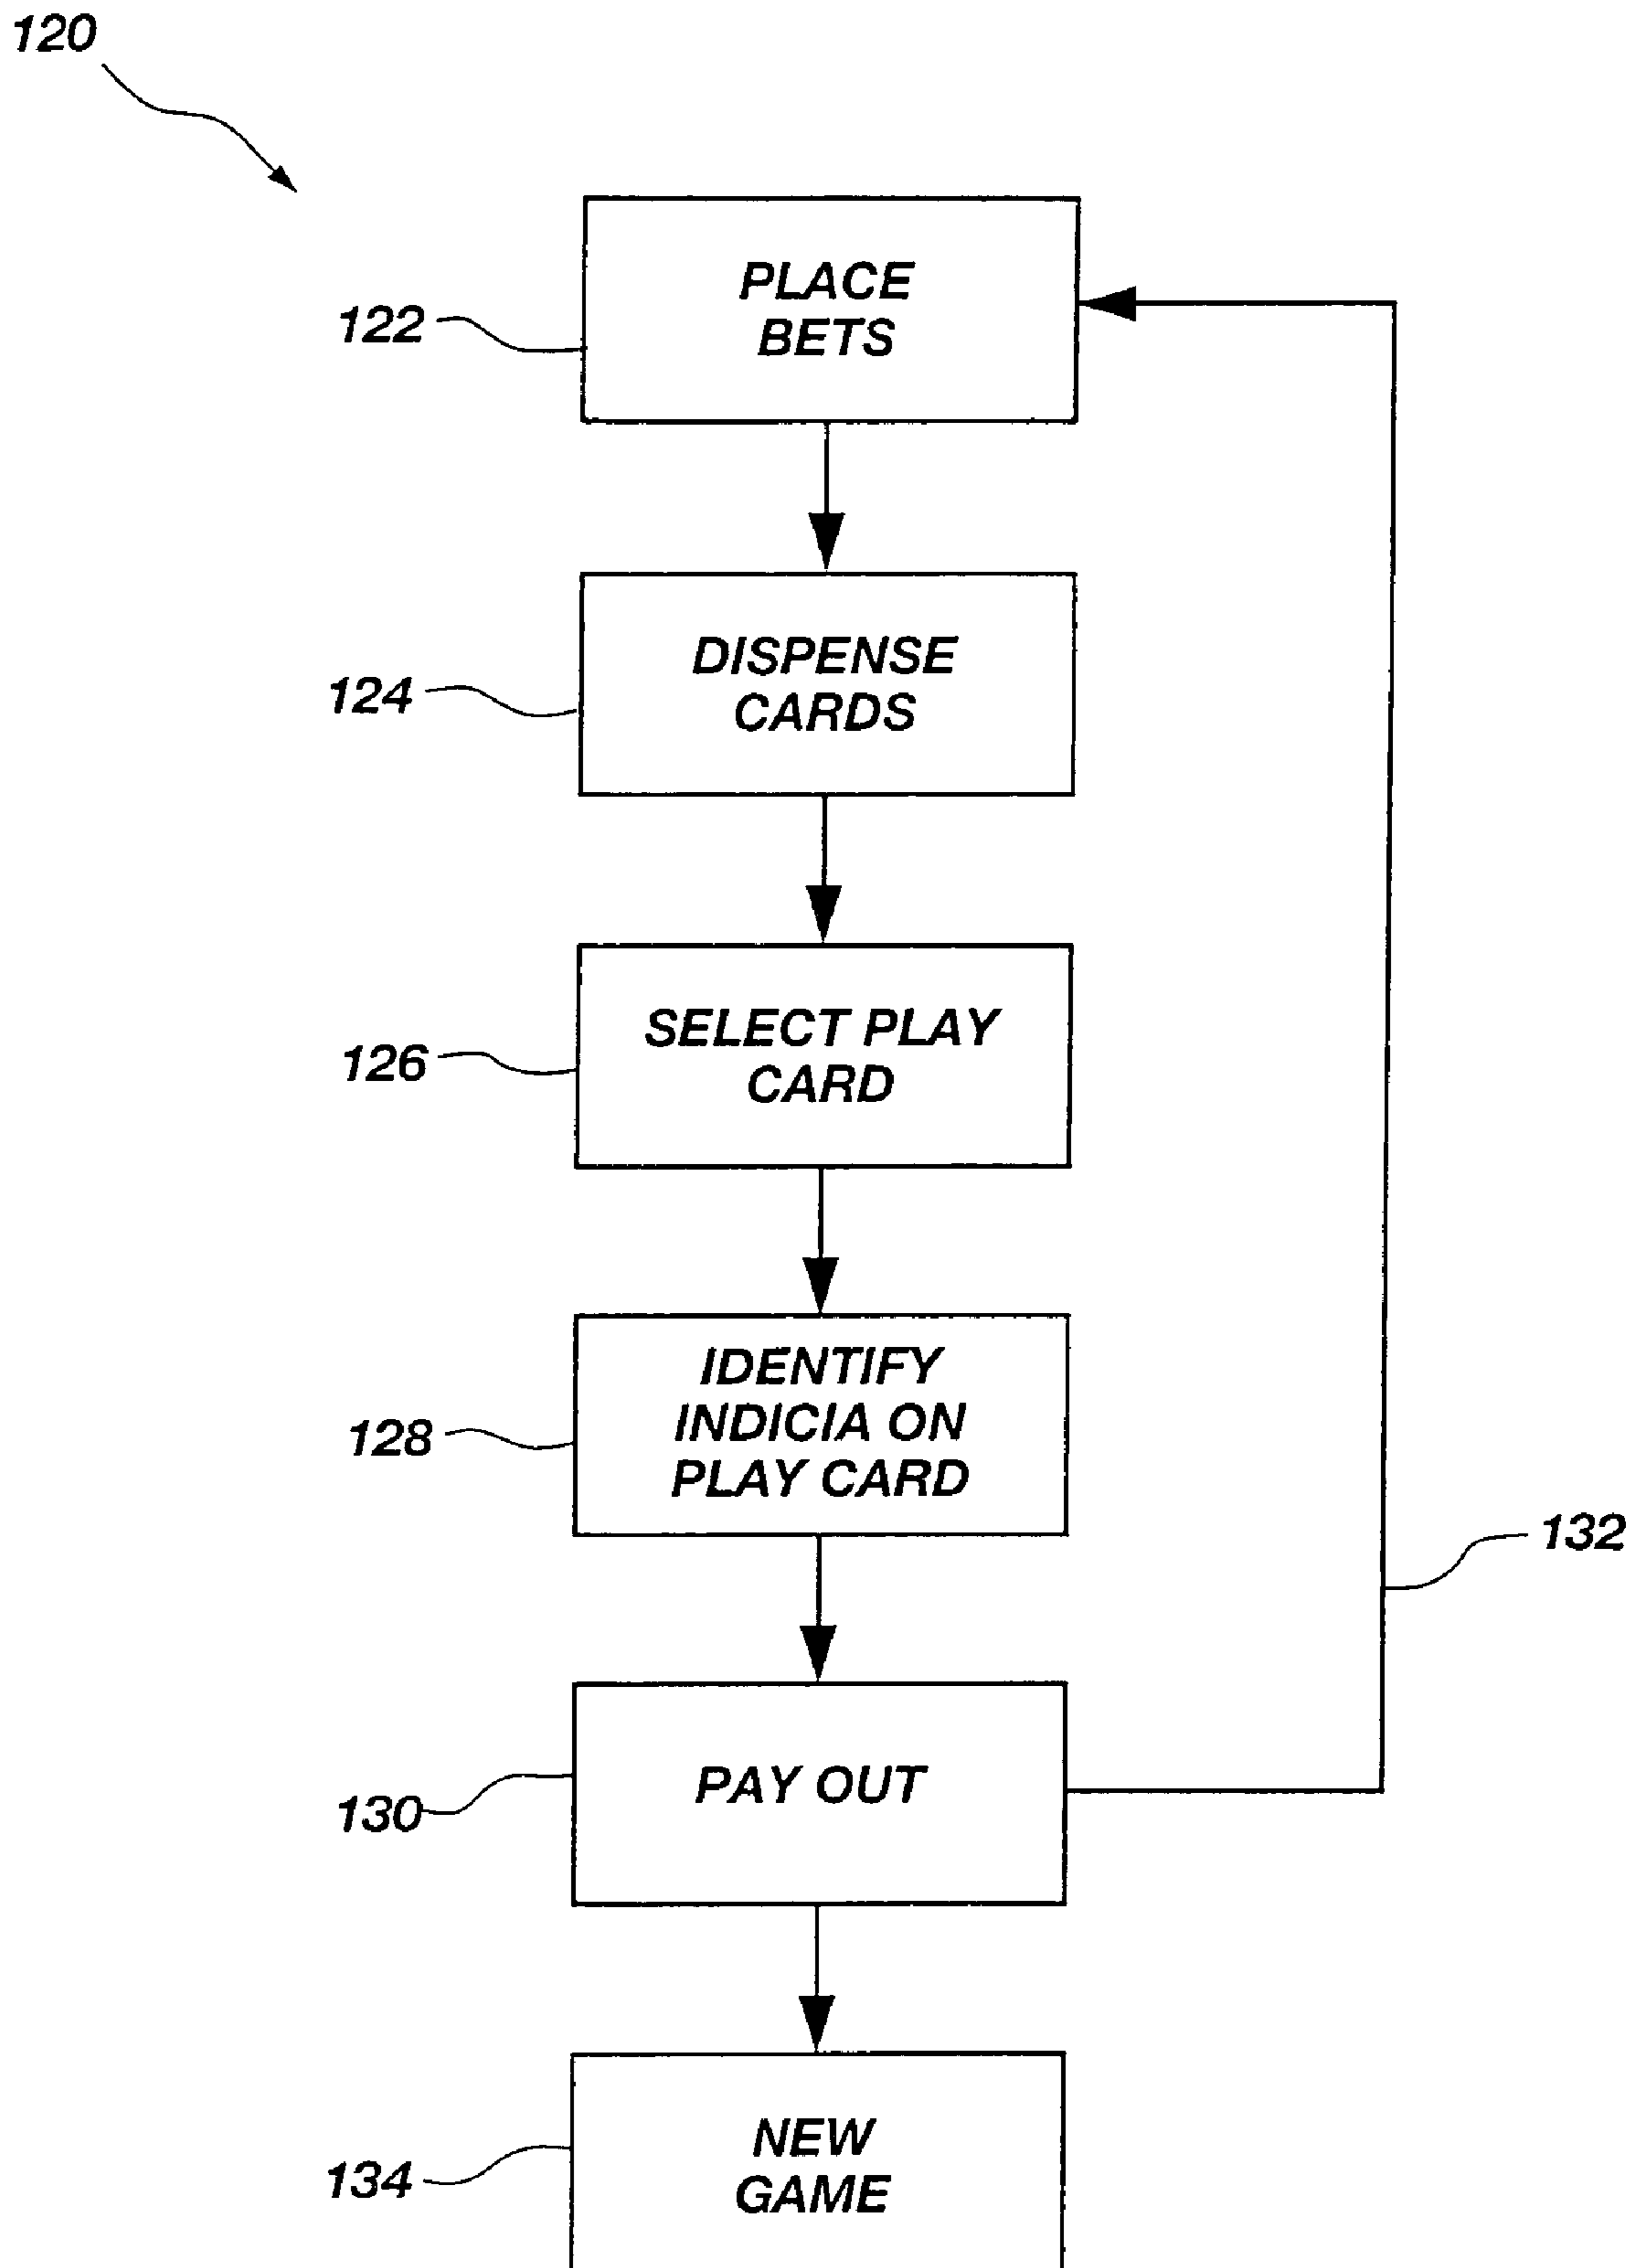 120
PLACE
BETS
122
DISPENSE
CARDS
124
SELECT PLAY
CARD
126
IDENTIFY
INDICIA ON
PLAY CARD
128
132
PAY OUT
130
NEW
GAME
134